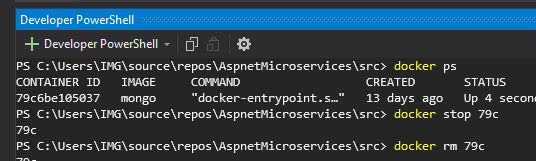 Developer PowerShell
Developer PowerShell
PS C:\Users\IMG\source\repos\AspnetMicroservices\src> docker ps
CONTAINER ID IMAGE COMMAND CREATED STATUS
79c6be105037 mongo "docker-entrypoint.s…" 13 days ago Up 4 secon
PS C:\Users\IMG\source\repos\AspnetMicroservices\src> docker stop 79c
79c
PS C:\Users\IMG\source\repos\AspnetMicroservices\src> docker rm 79c
79c